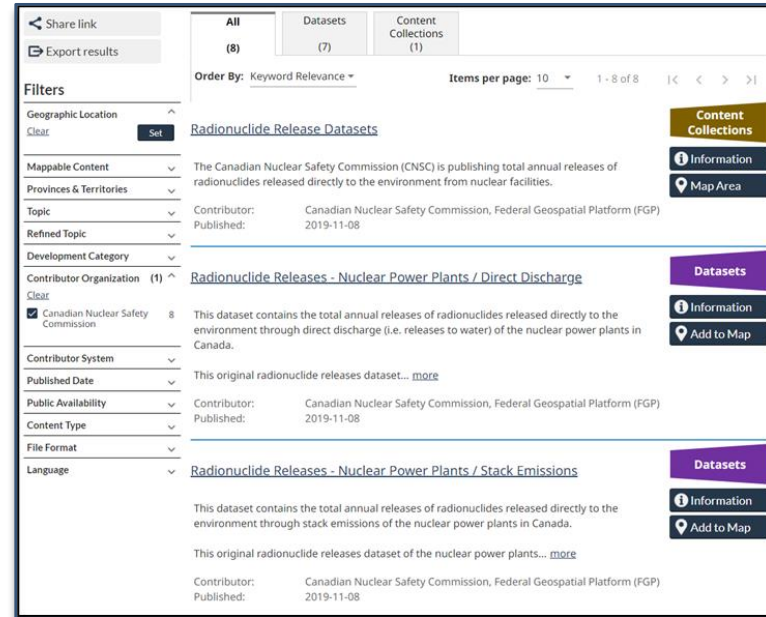 Share link
Export results
Filters
Geographic Location
Clear
Set
Mappable Content
Provinces & Territories
Topic
Refined Topic
Development Category
Contributor Organization (1)
Clear
Canadian Nuclear Safety 8
Commission
Contributor System
Published Date
Public Availability
Content Type
File Format
Language
All
(8)
Datasets
(7)
Content
Collections
(1)
Order By: Keyword Relevance
Items per page: 10
1 - 8 of 8
Radionuclide Release Datasets
Content
Collections
The Canadian Nuclear Safety Commission (CNSC) is publishing total annual releases of
radionuclides released directly to the environment from nuclear facilities.
Information
Map Area
Contributor: Canadian Nuclear Safety Commission, Federal Geospatial Platform (FGP)
Published: 2019-11-08
Radionuclide Releases - Nuclear Power Plants / Direct Discharge
Datasets
This dataset contains the total annual releases of radionuclides released directly to the
environment through direct discharge (i.e. releases to water) of the nuclear power plants in
Canada.
Information
Add to Map
This original radionuclide releases dataset... more
Contributor: Canadian Nuclear Safety Commission, Federal Geospatial Platform (FGP)
Published: 2019-11-08
Radionuclide Releases - Nuclear Power Plants / Stack Emissions
Datasets
This dataset contains the total annual releases of radionuclides released directly to the
environment through stack emissions of the nuclear power plants in Canada.
Information
Add to Map
This original radionuclide releases dataset of the nuclear power plants... more
Contributor: Canadian Nuclear Safety Commission, Federal Geospatial Platform (FGP)
Published: 2019-11-08